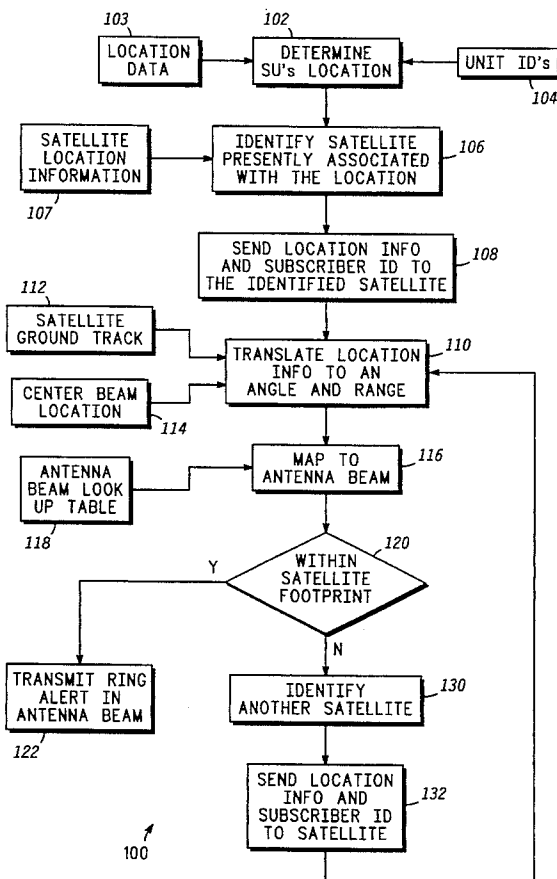 103
LOCATION
DATA
102
DETERMINE
SU's LOCATION
UNIT ID's
104
SATELLITE
LOCATION
INFORMATION
107
IDENTIFY SATELLITE
PRESENTLY ASSOCIATED
WITH THE LOCATION
106
SEND LOCATION INFO
AND SUBSCRIBER ID TO
THE IDENTIFIED SATELLITE
108
112
SATELLITE
GROUND TRACK
110
TRANSLATE LOCATION
INFO TO AN
ANGLE AND RANGE
CENTER BEAM
LOCATION
114
MAP TO
ANTENNA BEAM
116
ANTENNA
BEAM LOOK
UP TABLE
118
120
WITHIN
SATELLITE
FOOTPRINT
Y
N
TRANSMIT RING
ALERT IN
ANTENNA BEAM
122
IDENTIFY
ANOTHER SATELLITE
130
SEND LOCATION
INFO AND
SUBSCRIBER ID
TO SATELLITE
132
100